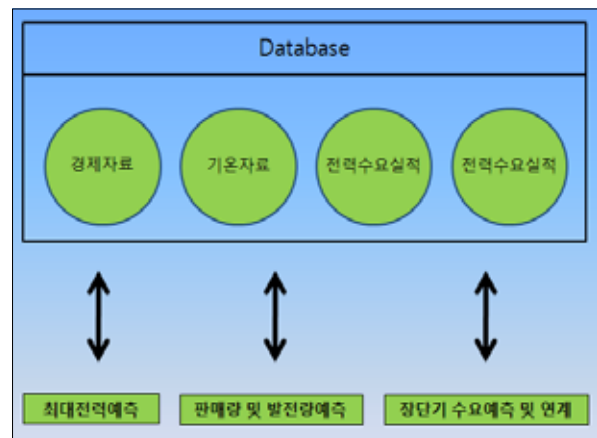 Database
경제자료
기온자료
전력수요실적
전력수요실적
최대전력예측
판매량 및 발전량예측
장단기 수요예측 및 연계